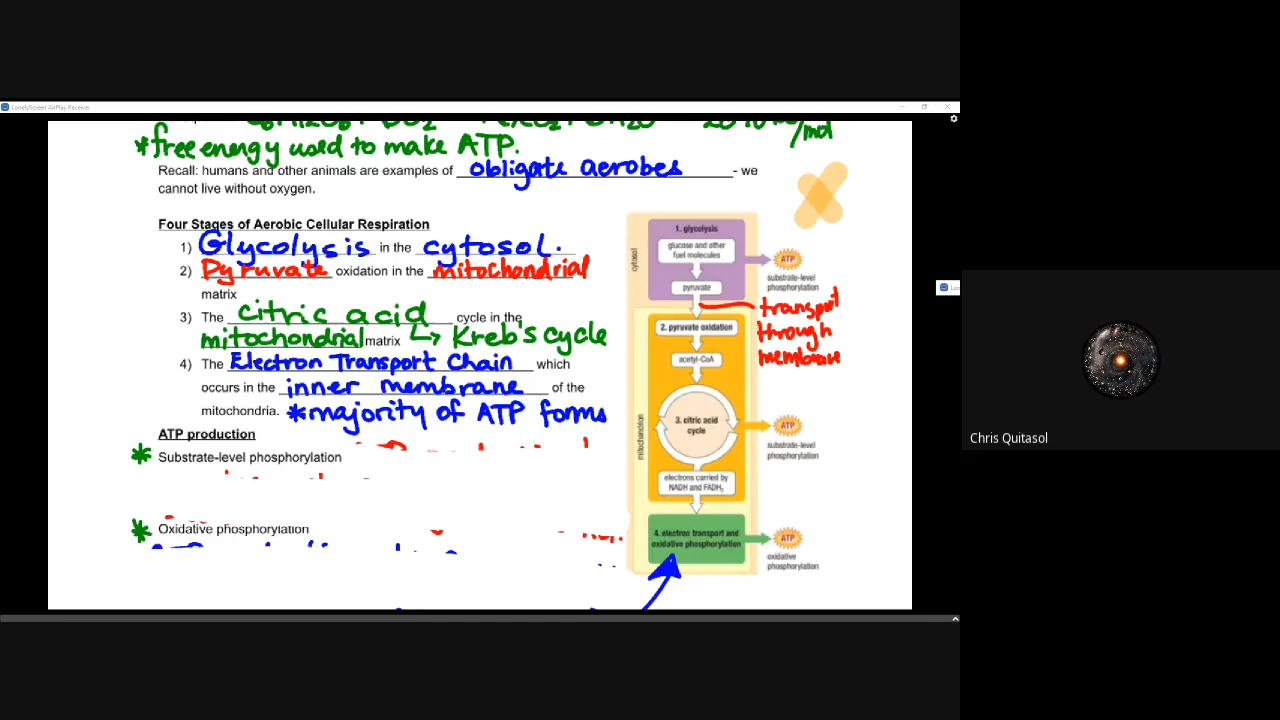 LonelyScreen AirPlay Receiver
*free energy used to make ATP.
/mol
Recall: humans and other animals are examples of obligate aerobes - we
cannot live without oxygen.
Four Stages of Aerobic Cellular Respiration
1) Glycolysis in the cytosol.
2) Pyruvate oxidation in the mitochondrial
matrix
3) The citric acid cycle in the
mitochondrial matrix ↳ Kreb's cycle
4) The Electron Transport Chain which
occurs in the inner membrane of the
mitochondria. *majority of ATP forms
ATP production
* Substrate-level phosphorylation
* Oxidative phosphorylation
cytosol
1. glycolysis
glucose and other
fuel molecules
ATP
substrate-level
phosphorylation
pyruvate
transport
through
membrane
mitochondrion
2. pyruvate oxidation
acetyl-CoA
3. citric acid
cycle
ATP
substrate-level
phosphorylation
electrons carried by
NADH and FADH₂
4. electron transport and
oxidative phosphorylation
ATP
oxidative
phosphorylation
Chris Quitasol